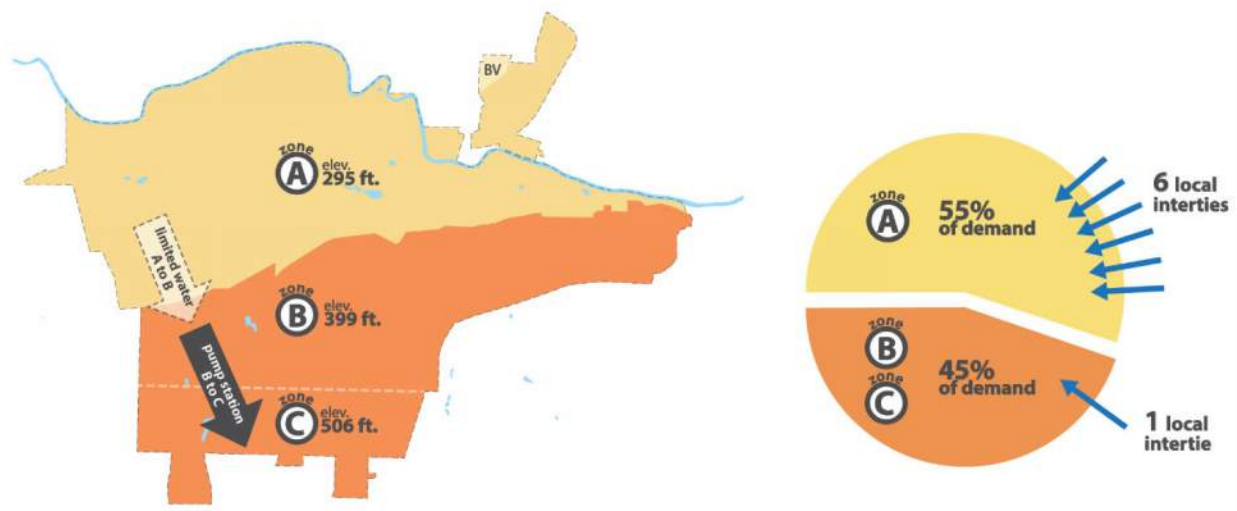 BV
zone
A
elev.
295 ft.
limited water
A to B
zone
B
elev.
399 ft.
pump station
B to C
zone
C
elev.
506 ft.
zone
A
55%
of demand
6 local
interties
zone
B
zone
C
45%
of demand
1 local
intertie